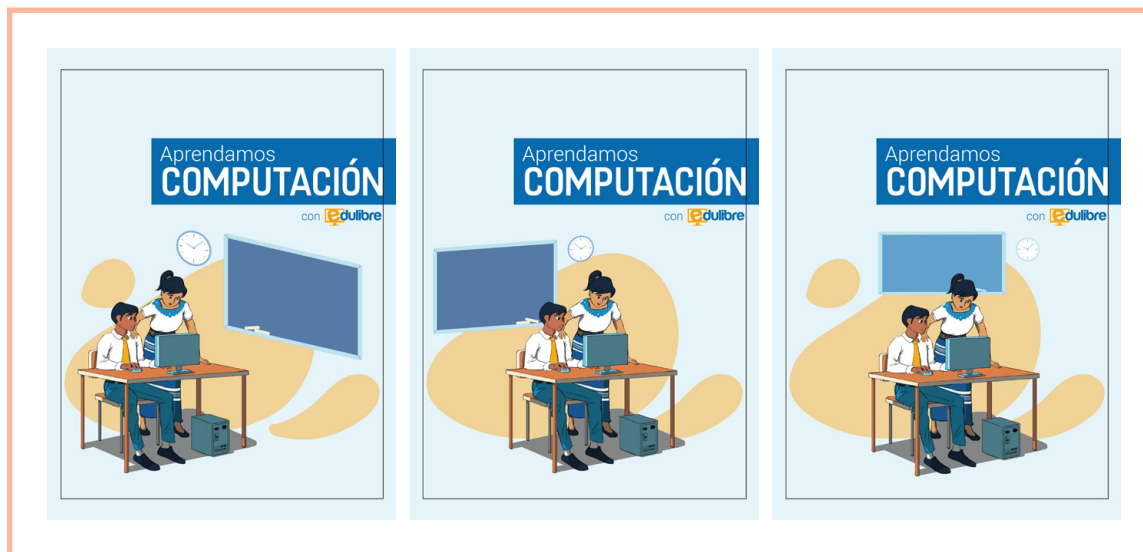 Aprendamos
COMPUTACIÓN
con edulibre
Aprendamos
COMPUTACIÓN
con edulibre
Aprendamos
COMPUTACIÓN
con edulibre